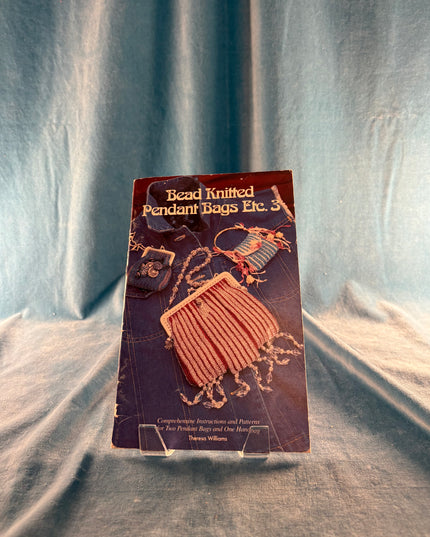 Bead Knitted
Pendant Bags Etc. 3
Comprehensive Instructions and Patterns
for Two Pendant Bags and One Handbag
Theresa Williams